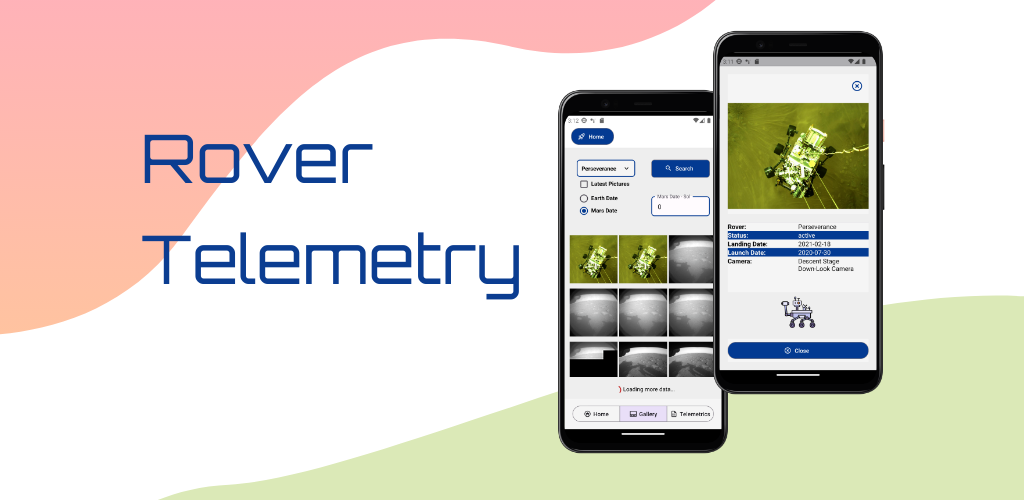 Rover
Telemetry
3:12
Home
Perseverance
Search
Latest Pictures
Earth Date
Mars Date
Mars Date - Sol
0
Loading more data...
Home
Gallery
Telemetrics
3:11
Rover: Perseverance
Status: active
Landing Date: 2021-02-18
Launch Date: 2020-07-30
Camera: Descent Stage
Down-Look Camera
Close